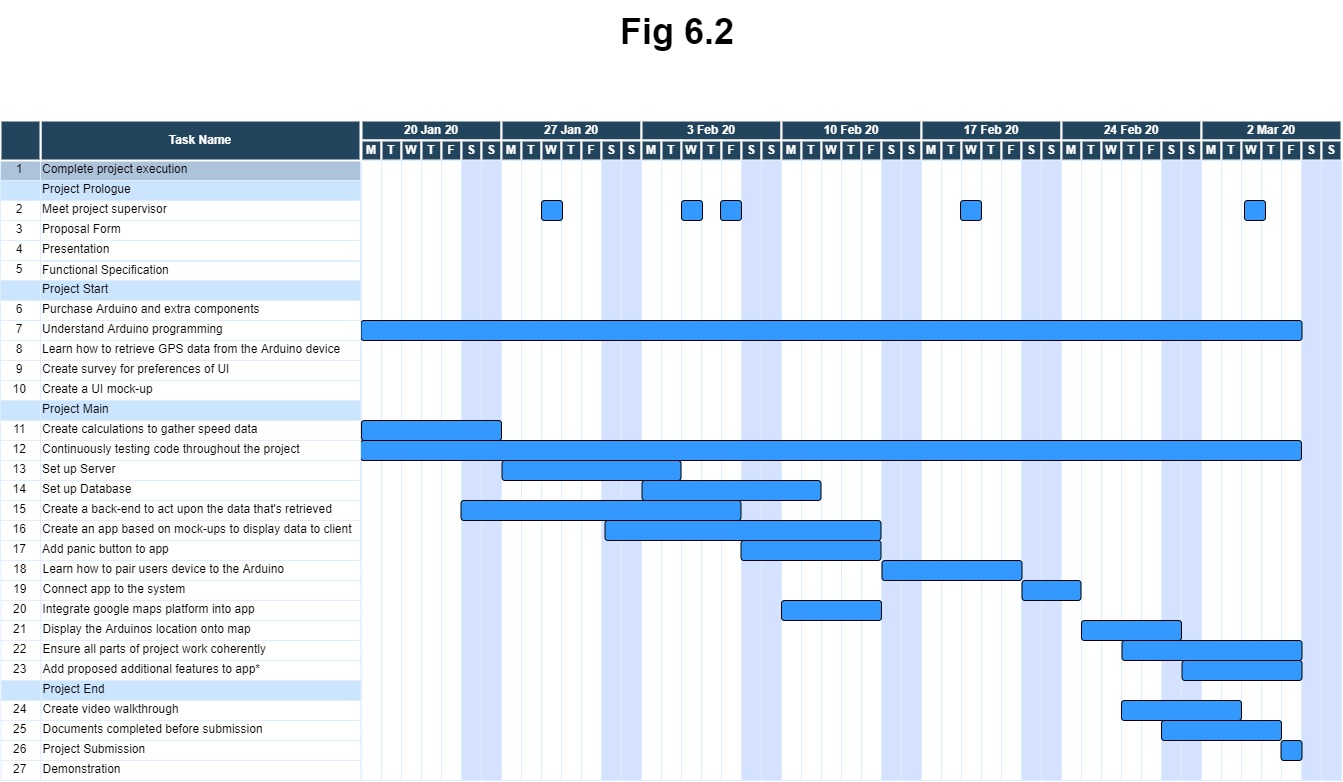 Fig 6.2
Task Name
20 Jan 20 27 Jan 20 3 Feb 20 10 Feb 20 17 Feb 20 24 Feb 20 2 Mar 20
M T W T F S S M T W T F S S M T W T F S S M T W T F S S M T W T F S S M T W T F S S M T W T F S S
1 Complete project execution
Project Prologue
2 Meet project supervisor
3 Proposal Form
4 Presentation
5 Functional Specification
Project Start
6 Purchase Arduino and extra components
7 Understand Arduino programming
8 Learn how to retrieve GPS data from the Arduino device
9 Create survey for preferences of UI
10 Create a UI mock-up
Project Main
11 Create calculations to gather speed data
12 Continuously testing code throughout the project
13 Set up Server
14 Set up Database
15 Create a back-end to act upon the data that's retrieved
16 Create an app based on mock-ups to display data to client
17 Add panic button to app
18 Learn how to pair users device to the Arduino
19 Connect app to the system
20 Integrate google maps platform into app
21 Display the Arduinos location onto map
22 Ensure all parts of project work coherently
23 Add proposed additional features to app*
Project End
24 Create video walkthrough
25 Documents completed before submission
26 Project Submission
27 Demonstration